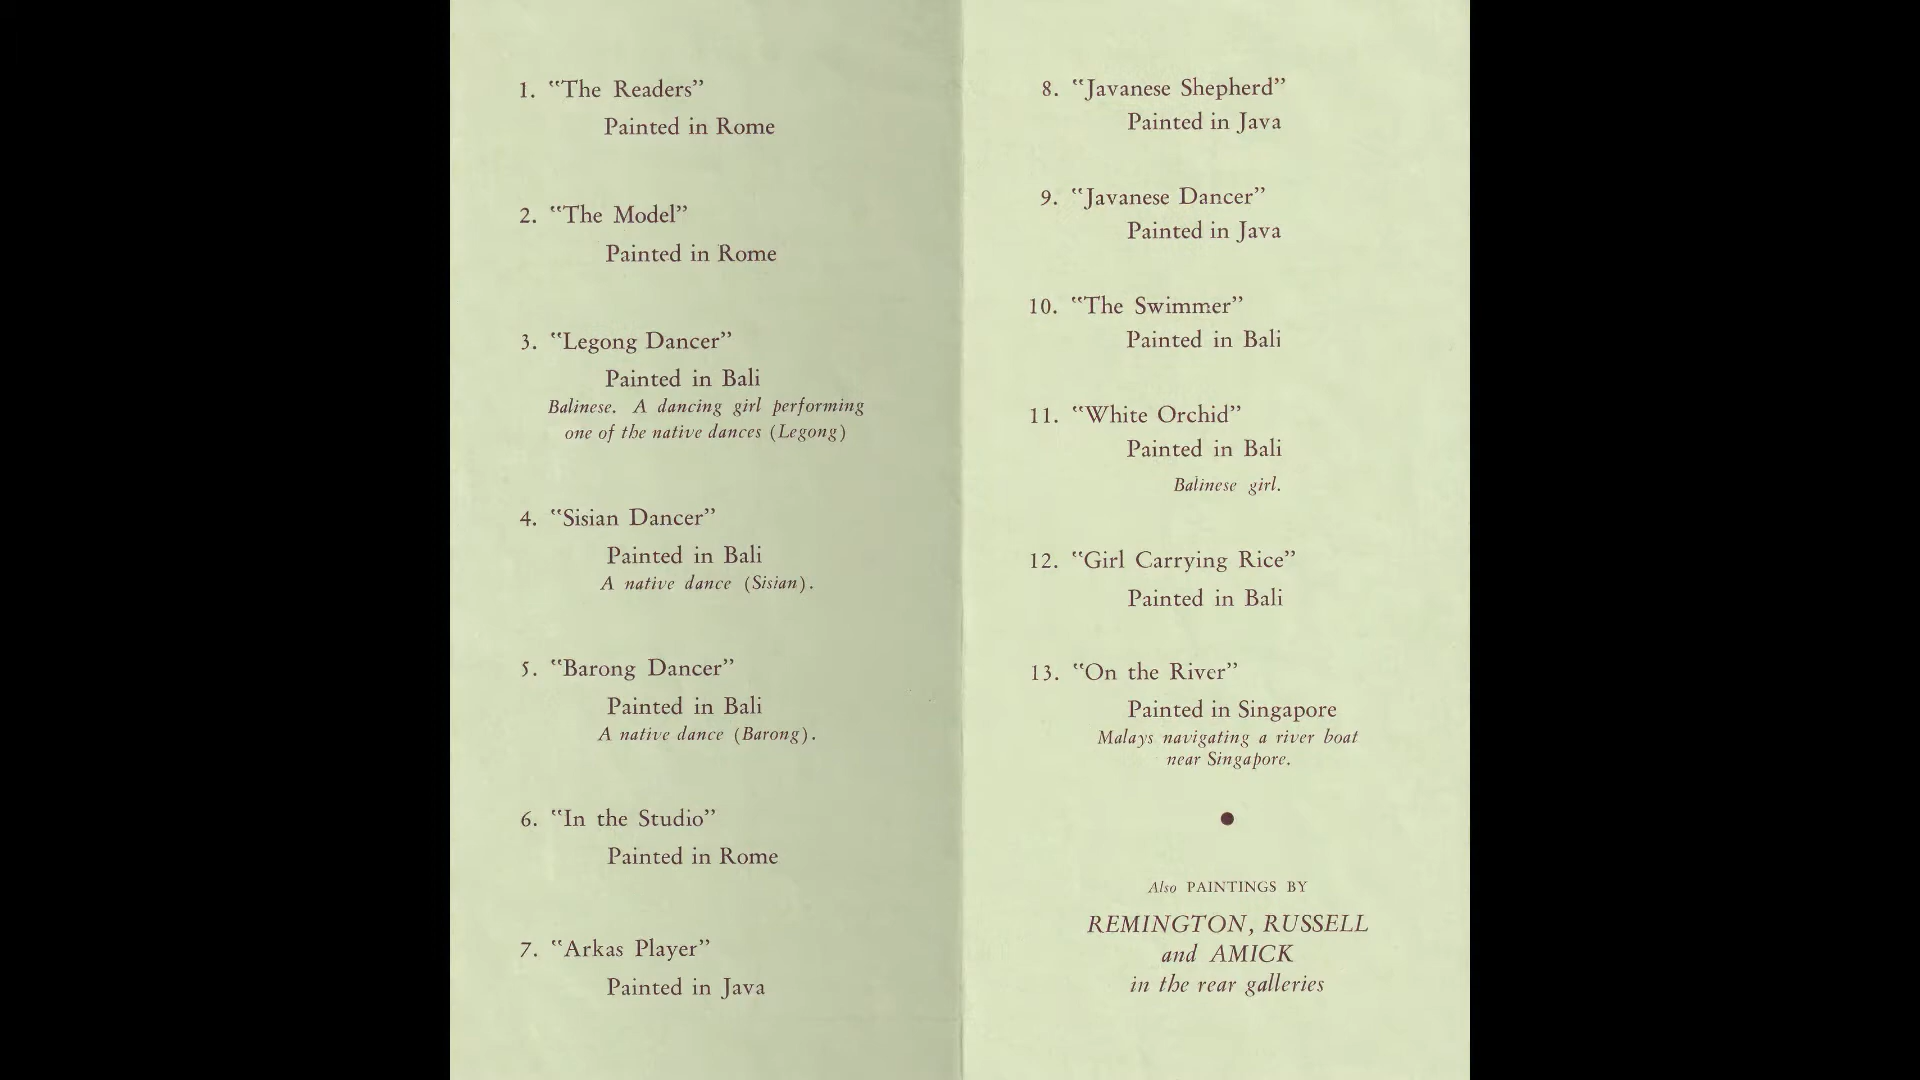 1. "The Readers"
Painted in Rome
2. "The Model"
Painted in Rome
3. "Legong Dancer"
Painted in Bali
Balinese. A dancing girl performing
one of the native dances (Legong)
4. "Sisian Dancer"
Painted in Bali
A native dance (Sisian).
5. "Barong Dancer"
Painted in Bali
A native dance (Barong).
6. "In the Studio"
Painted in Rome
7. "Arkas Player"
Painted in Java
8. "Javanese Shepherd"
Painted in Java
9. "Javanese Dancer"
Painted in Java
10. "The Swimmer"
Painted in Bali
11. "White Orchid"
Painted in Bali
Balinese girl.
12. "Girl Carrying Rice"
Painted in Bali
13. "On the River"
Painted in Singapore
Malays navigating a river boat
near Singapore.
Also PAINTINGS BY
REMINGTON, RUSSELL
and AMICK
in the rear galleries